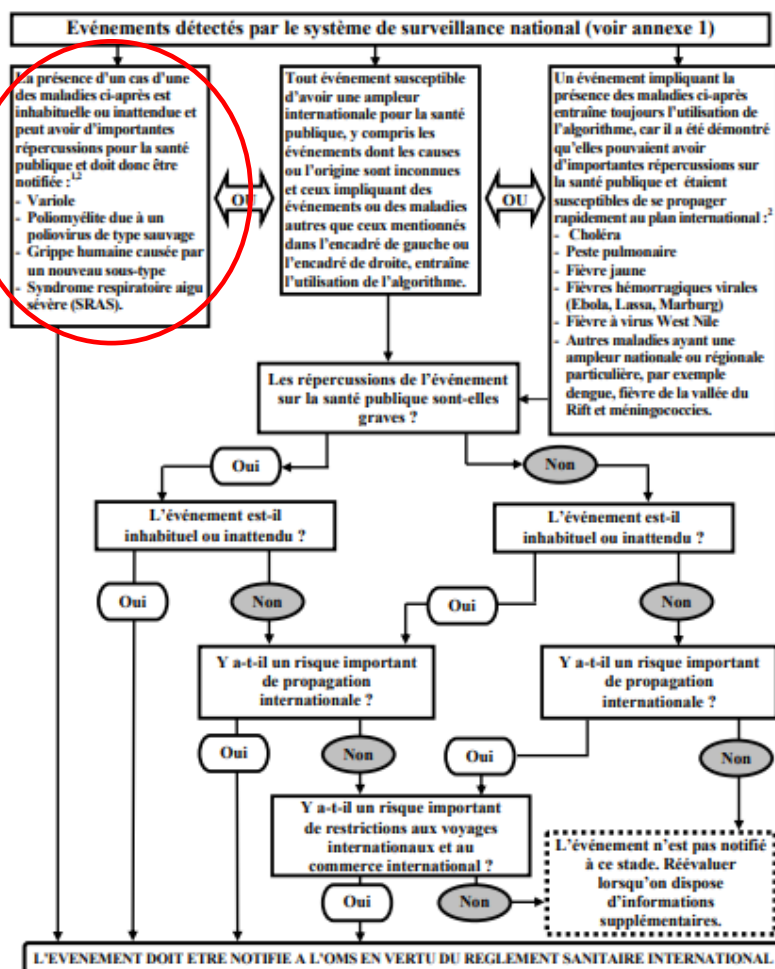 Evénements détectés par le système de surveillance national (voir annexe 1)
La présence d'un cas d'une
des maladies ci-après est
inhabituelle ou inattendue et
peut avoir d'importantes
répercussions pour la santé
publique et doit donc être
notifiée :1,2
- Variole
- Poliomyélite due à un
poliovirus de type sauvage
- Grippe humaine causée par
un nouveau sous-type
- Syndrome respiratoire aigu
sévère (SRAS).
OU
Tout événement susceptible
d'avoir une ampleur
internationale pour la santé
publique, y compris les
événements dont les causes
ou l'origine sont inconnues
et ceux impliquant des
événements ou des maladies
autres que ceux mentionnés
dans l'encadré de gauche ou
l'encadré de droite, entraîne
l'utilisation de l'algorithme.
OU
Un événement impliquant la
présence des maladies ci-après
entraîne toujours l'utilisation de
l'algorithme, car il a été démontré
qu'elles pouvaient avoir
d'importantes répercussions sur
la santé publique et étaient
susceptibles de se propager
rapidement au plan international :2
- Choléra
- Peste pulmonaire
- Fièvre jaune
- Fièvres hémorragiques virales
(Ebola, Lassa, Marburg)
- Fièvre à virus West Nile
- Autres maladies ayant une
ampleur nationale ou régionale
particulière, par exemple
dengue, fièvre de la vallée du
Rift et méningococcies.
Les répercussions de l'événement
sur la santé publique sont-elles
graves ?
Oui
Non
L'événement est-il
inhabituel ou inattendu ?
L'événement est-il
inhabituel ou inattendu ?
Oui
Non
Oui
Non
Y a-t-il un risque important
de propagation
internationale ?
Y a-t-il un risque important
de propagation
internationale ?
Oui
Non
Oui
Non
Y a-t-il un risque important
de restrictions aux voyages
internationaux et au
commerce international ?
L'événement n'est pas notifié
à ce stade. Réévaluer
lorsqu'on dispose
d'informations
supplémentaires.
Oui
Non
L'EVENEMENT DOIT ETRE NOTIFIE A L'OMS EN VERTU DU REGLEMENT SANITAIRE INTERNATIONAL